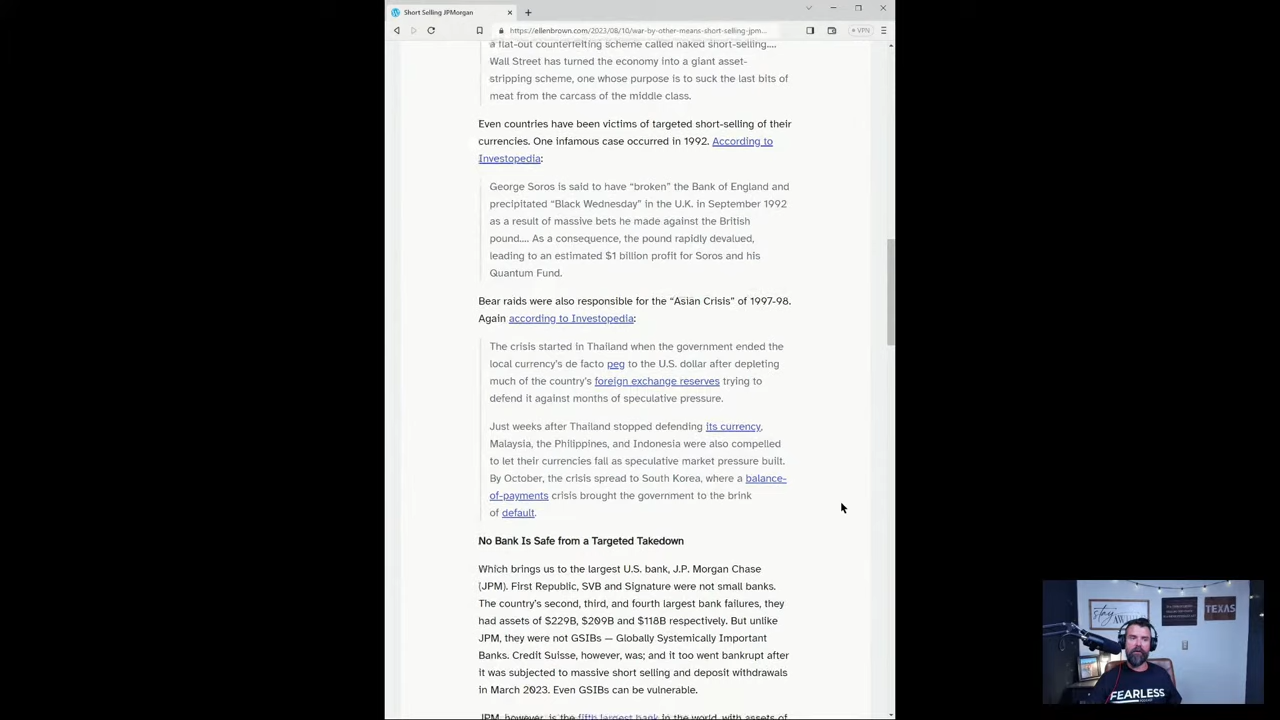 Short Selling JPMorgan
https://ellenbrown.com/2023/08/10/war-by-other-means-short-selling-jpm...
VPN
a flat-out counterfeiting scheme called naked short-selling....
Wall Street has turned the economy into a giant asset-
stripping scheme, one whose purpose is to suck the last bits of
meat from the carcass of the middle class.
Even countries have been victims of targeted short-selling of their
currencies. One infamous case occurred in 1992. According to
Investopedia:
George Soros is said to have “broken” the Bank of England and
precipitated “Black Wednesday” in the U.K. in September 1992
as a result of massive bets he made against the British
pound.... As a consequence, the pound rapidly devalued,
leading to an estimated $1 billion profit for Soros and his
Quantum Fund.
Bear raids were also responsible for the “Asian Crisis” of 1997-98.
Again according to Investopedia:
The crisis started in Thailand when the government ended the
local currency’s de facto peg to the U.S. dollar after depleting
much of the country’s foreign exchange reserves trying to
defend it against months of speculative pressure.
Just weeks after Thailand stopped defending its currency,
Malaysia, the Philippines, and Indonesia were also compelled
to let their currencies fall as speculative market pressure built.
By October, the crisis spread to South Korea, where a balance-
of-payments crisis brought the government to the brink
of default.
No Bank Is Safe from a Targeted Takedown
Which brings us to the largest U.S. bank, J.P. Morgan Chase
(JPM). First Republic, SVB and Signature were not small banks.
The country’s second, third, and fourth largest bank failures, they
had assets of $229B, $209B and $118B respectively. But unlike
JPM, they were not GSIBs — Globally Systemically Important
Banks. Credit Suisse, however, was; and it too went bankrupt after
it was subjected to massive short selling and deposit withdrawals
in March 2023. Even GSIBs can be vulnerable.
JPM, however, is the fifth largest bank in the world, with assets of
stay
TEXAS
FEARLESS